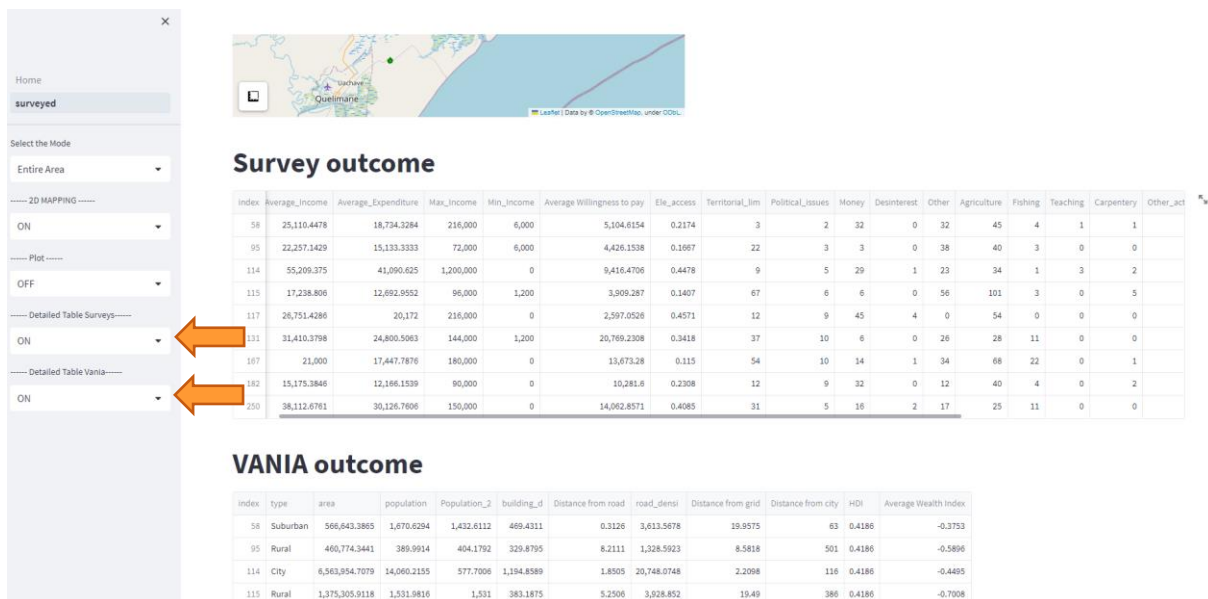 ×
Home
surveyed
Select the Mode
Entire Area
------ 2D MAPPING ------
ON
------ Plot ------
OFF
------ Detailed Table Surveys------
ON
------ Detailed Table Vania------
ON
Quelimane
Leaflet | Data by © OpenStreetMap, under ODbL.
Survey outcome
index Average_Income Average_Expenditure Max_Income Min_Income Average Willingness to pay Ele_access Territorial_lim Political_issues Money Desinterest Other Agriculture Fishing Teaching Carpentery Other_act
58 25,110.4478 18,734.3284 216,000 6,000 5,104.6154 0.2174 3 2 32 0 32 45 4 1 1
95 22,257.1429 15,133.3333 72,000 6,000 4,426.1538 0.1667 22 3 3 0 38 40 3 0 0
114 55,209.375 41,090.625 1,200,000 0 9,416.4706 0.4478 9 5 29 1 23 34 1 3 2
115 17,238.806 12,692.9552 96,000 1,200 3,909.287 0.1407 67 6 6 0 56 101 3 0 5
117 26,751.4286 20,172 216,000 0 2,597.0526 0.4571 12 9 45 4 0 54 0 0 0
131 31,410.3798 24,800.5063 144,000 1,200 20,769.2308 0.3418 37 10 6 0 26 28 11 0 0
167 21,000 17,447.7876 180,000 0 13,673.28 0.115 54 10 14 1 34 68 22 0 1
182 15,175.3846 12,166.1539 90,000 0 10,281.6 0.2308 12 9 32 0 12 40 4 0 2
250 38,112.6761 30,126.7606 150,000 0 14,062.8571 0.4085 31 5 16 2 17 25 11 0 0
VANIA outcome
index type area population Population_2 building_d Distance from road road_densi Distance from grid Distance from city HDI Average Wealth Index
58 Suburban 566,643.3865 1,670.6294 1,432.6112 469.4311 0.3126 3,613.5678 19.9575 63 0.4186 -0.3753
95 Rural 460,774.3441 389.9914 404.1792 329.8795 8.2111 1,328.5923 8.5818 501 0.4186 -0.5896
114 City 6,563,954.7079 14,060.2155 577.7006 1,194.8589 1.8505 20,748.0748 2.2098 116 0.4186 -0.4495
115 Rural 1,375,305.9118 1,531.9816 1,531 383.1875 5.2506 3,928.852 19.49 386 0.4186 -0.7008